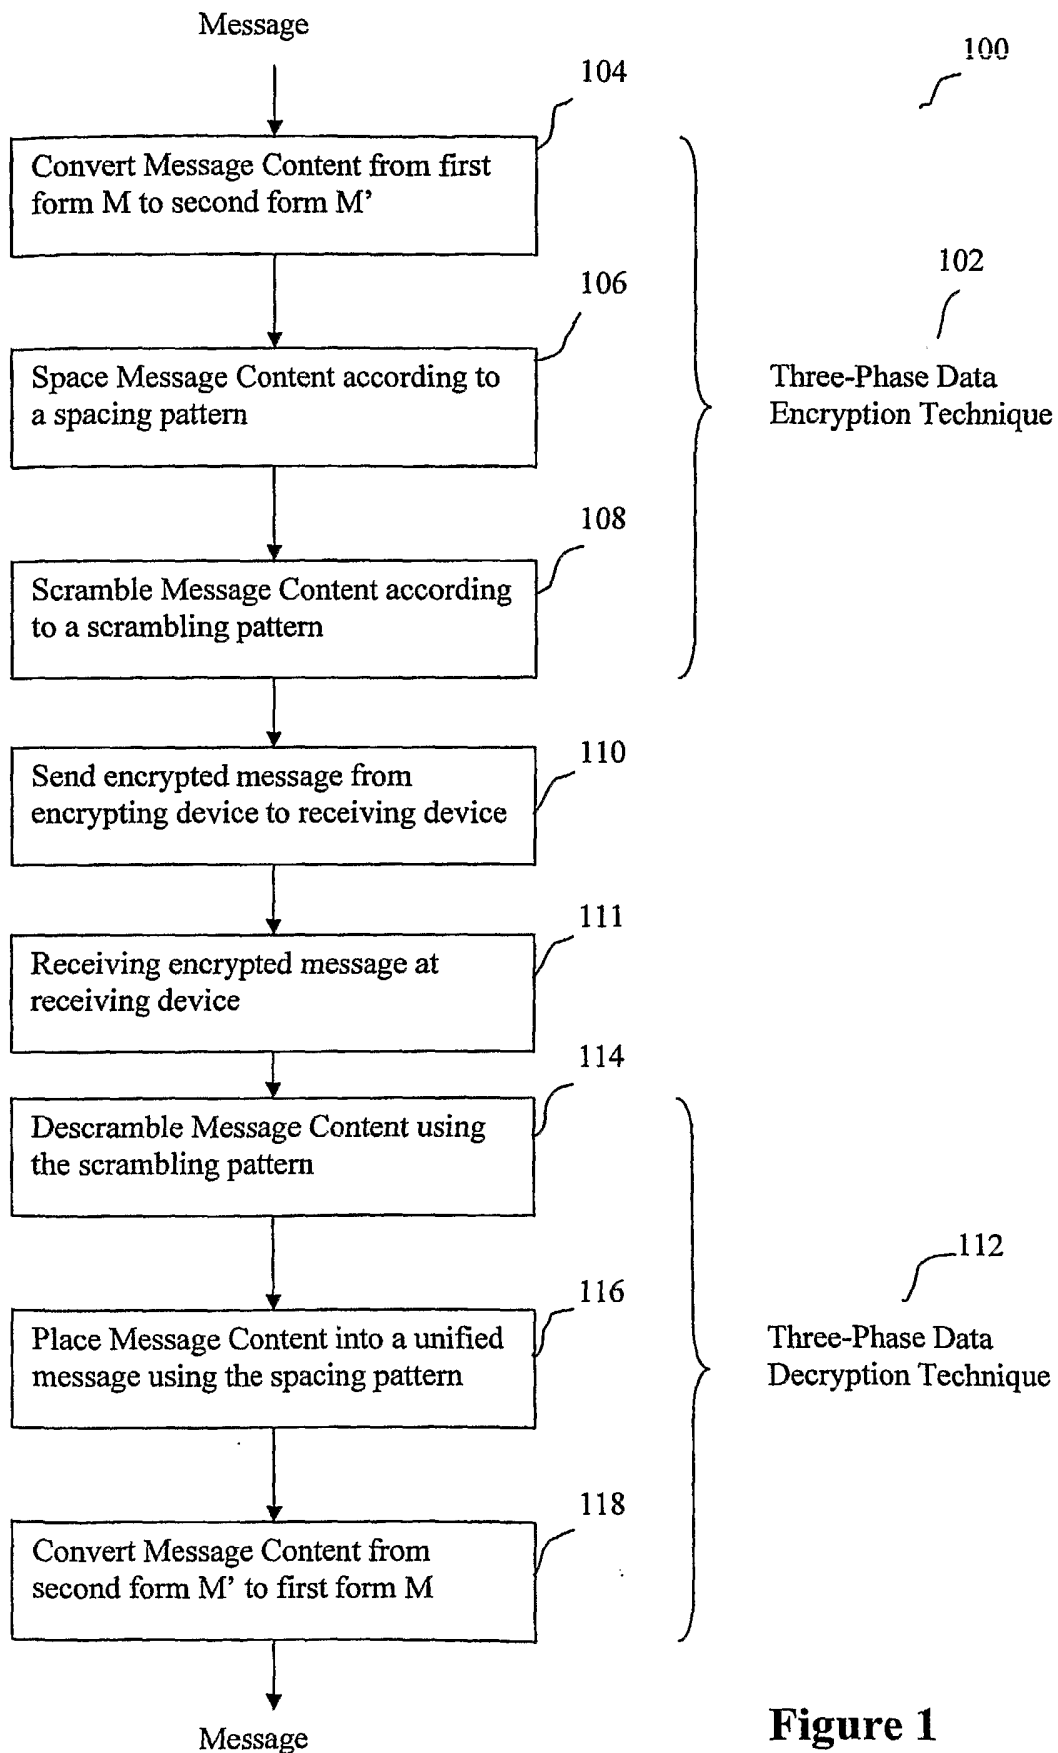 Message
100
104
Convert Message Content from first
form M to second form M'
102
106
Space Message Content according to
a spacing pattern
Three-Phase Data
Encryption Technique
108
Scramble Message Content according
to a scrambling pattern
110
Send encrypted message from
encrypting device to receiving device
111
Receiving encrypted message at
receiving device
114
Descramble Message Content using
the scrambling pattern
112
116
Place Message Content into a unified
message using the spacing pattern
Three-Phase Data
Decryption Technique
118
Convert Message Content from
second form M' to first form M
Message
Figure 1